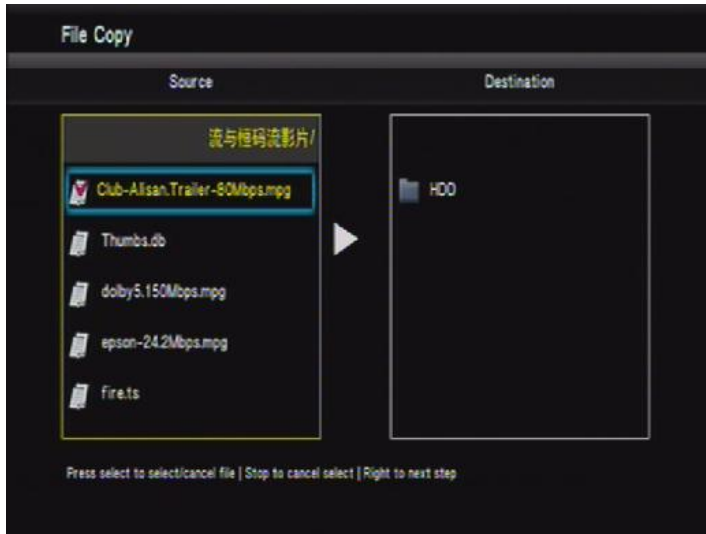 File Copy
Source
Destination
流与恒码流影片/
Club-Alisan.Trailer-80Mbps.mpg
Thumbs.db
dolby5.150Mbps.mpg
epson-24.2Mbps.mpg
fire.ts
HDD
Press select to select/cancel file | Stop to cancel select | Right to next step